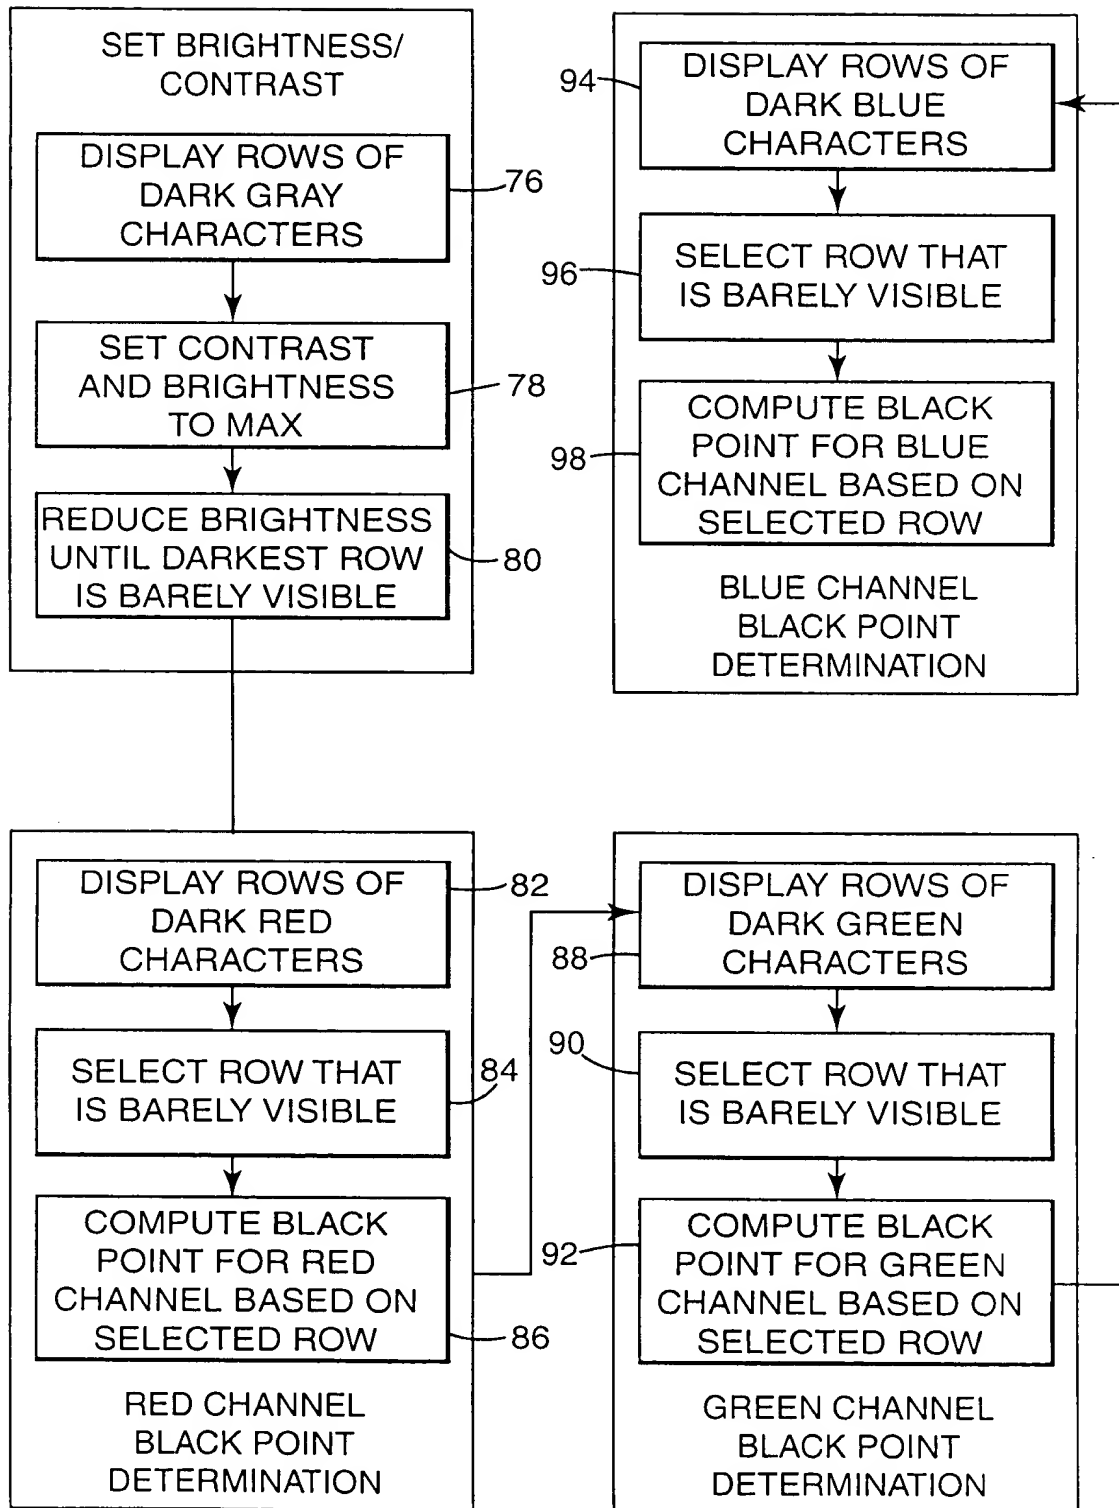 SET BRIGHTNESS/
CONTRAST
DISPLAY ROWS OF
DARK GRAY
CHARACTERS
76
SET CONTRAST
AND BRIGHTNESS
TO MAX
78
REDUCE BRIGHTNESS
UNTIL DARKEST ROW
IS BARELY VISIBLE
80
DISPLAY ROWS OF
DARK RED
CHARACTERS
82
SELECT ROW THAT
IS BARELY VISIBLE
84
COMPUTE BLACK
POINT FOR RED
CHANNEL BASED ON
SELECTED ROW
86
RED CHANNEL
BLACK POINT
DETERMINATION
88
DISPLAY ROWS OF
DARK GREEN
CHARACTERS
90
SELECT ROW THAT
IS BARELY VISIBLE
92
COMPUTE BLACK
POINT FOR GREEN
CHANNEL BASED ON
SELECTED ROW
GREEN CHANNEL
BLACK POINT
DETERMINATION
94
DISPLAY ROWS OF
DARK BLUE
CHARACTERS
96
SELECT ROW THAT
IS BARELY VISIBLE
98
COMPUTE BLACK
POINT FOR BLUE
CHANNEL BASED ON
SELECTED ROW
BLUE CHANNEL
BLACK POINT
DETERMINATION